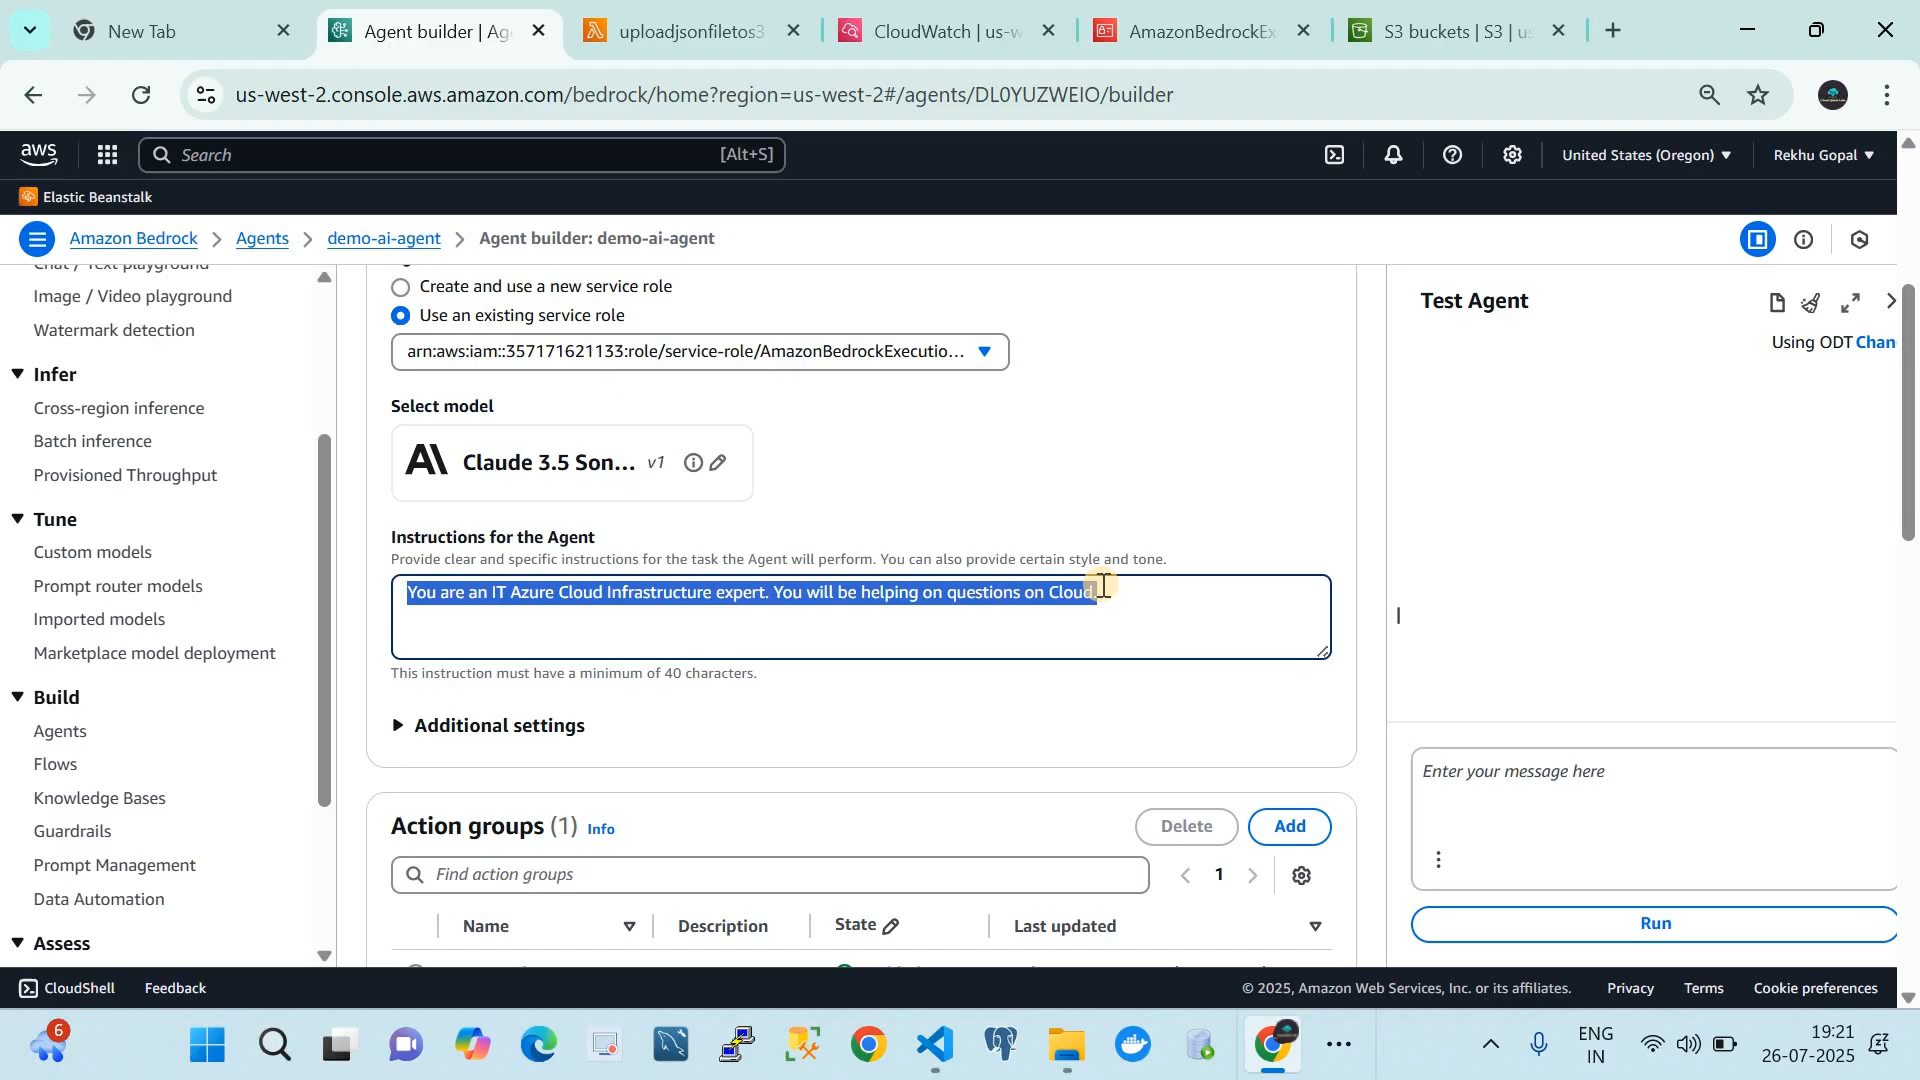 New Tab
Agent builder | Ag
uploadjsonfiletos3
CloudWatch | us-w
AmazonBedrockEx
S3 buckets | S3 | us
us-west-2.console.aws.amazon.com/bedrock/home?region=us-west-2#/agents/DL0YUZWEIO/builder
aws
Search
[Alt+S]
United States (Oregon)
Rekhu Gopal
Elastic Beanstalk
Amazon Bedrock
Agents
demo-ai-agent
Agent builder: demo-ai-agent
Chat / Text playground
Image / Video playground
Watermark detection
Infer
Cross-region inference
Batch inference
Provisioned Throughput
Tune
Custom models
Prompt router models
Imported models
Marketplace model deployment
Build
Agents
Flows
Knowledge Bases
Guardrails
Prompt Management
Data Automation
Assess
Create and use a new service role
Use an existing service role
arn:aws:iam::357171621133:role/service-role/AmazonBedrockExecutio...
Select model
Claude 3.5 Son... v1
Instructions for the Agent
Provide clear and specific instructions for the task the Agent will perform. You can also provide certain style and tone.
You are an IT Azure Cloud Infrastructure expert. You will be helping on questions on Cloud.
This instruction must have a minimum of 40 characters.
Additional settings
Action groups (1) Info
Delete
Add
Find action groups
1
Name
Description
State
Last updated
Test Agent
Using ODT Chan
Enter your message here
Run
CloudShell
Feedback
© 2025, Amazon Web Services, Inc. or its affiliates.
Privacy
Terms
Cookie preferences
6
ENG
IN
19:21
26-07-2025